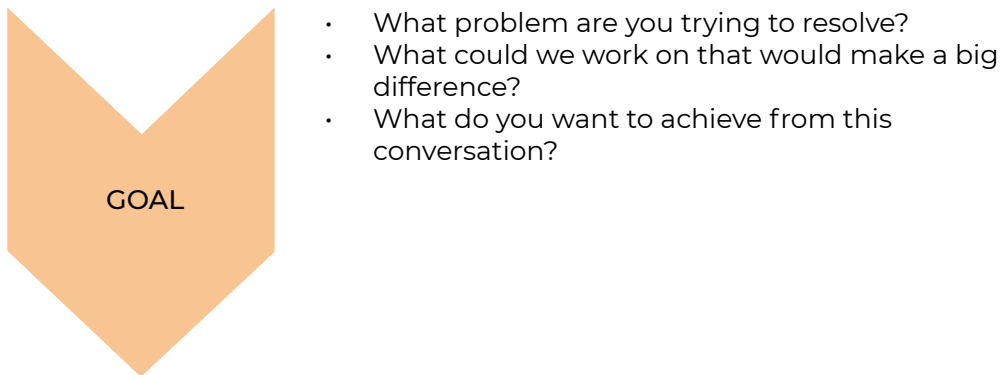 • What problem are you trying to resolve?
• What could we work on that would make a big
difference?
• What do you want to achieve from this
conversation?
GOAL